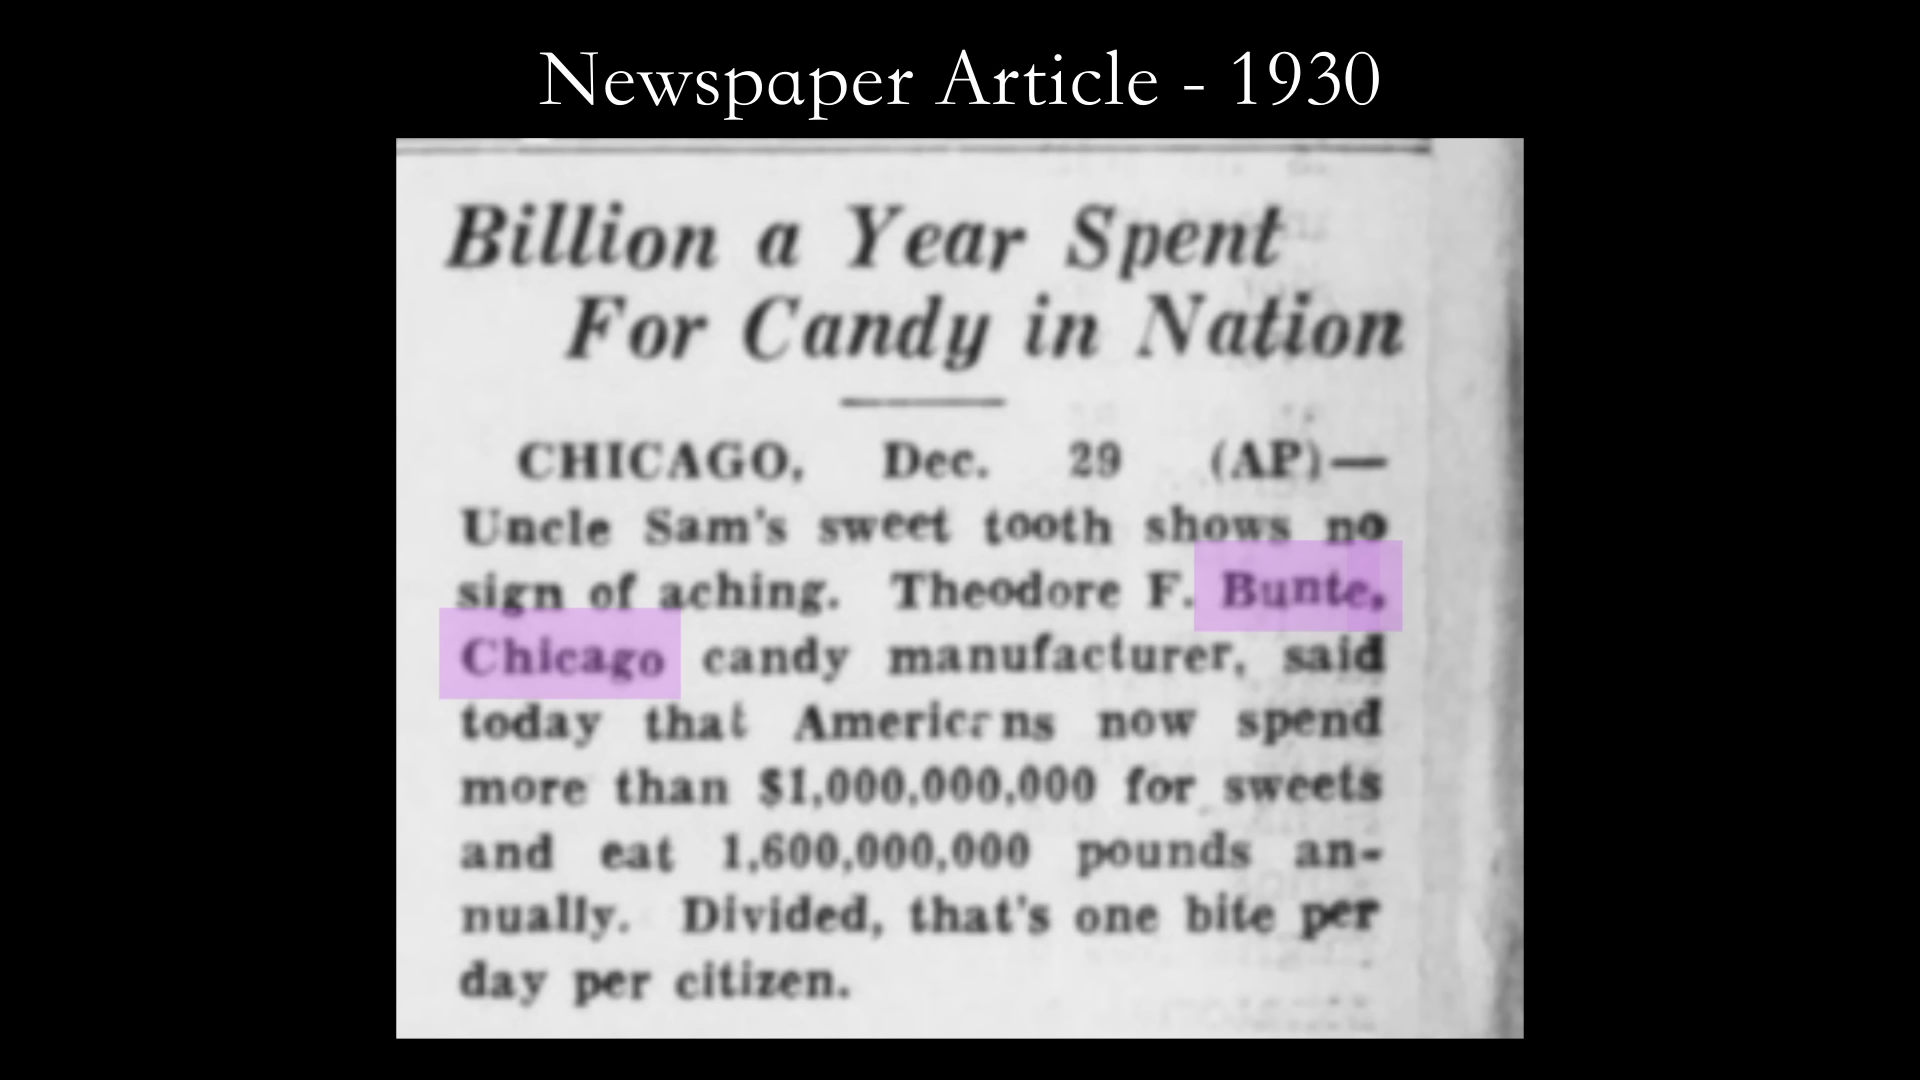 Newspaper Article - 1930
Billion a Year Spent
For Candy in Nation
CHICAGO, Dec. 29 (AP)—
Uncle Sam's sweet tooth shows no
sign of aching. Theodore F. Bunte,
Chicago candy manufacturer, said
today that Americans now spend
more than $1,000,000,000 for sweets
and eat 1,600,000,000 pounds an-
nually. Divided, that's one bite per
day per citizen.